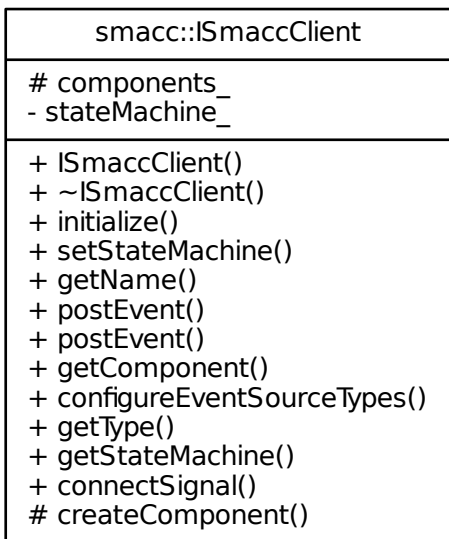 smacc::ISmaccClient
# components_
- stateMachine_
+ ISmaccClient()
+ ~ISmaccClient()
+ initialize()
+ setStateMachine()
+ getName()
+ postEvent()
+ postEvent()
+ getComponent()
+ configureEventSourceTypes()
+ getType()
+ getStateMachine()
+ connectSignal()
# createComponent()